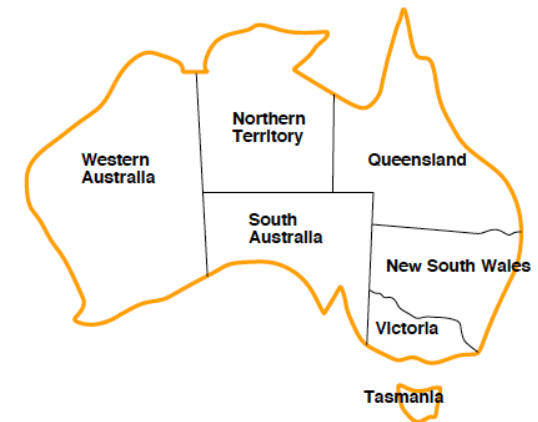 Northern
Territory
Western
Australia
Queensland
South
Australia
New South Wales
Victoria
Tasmania